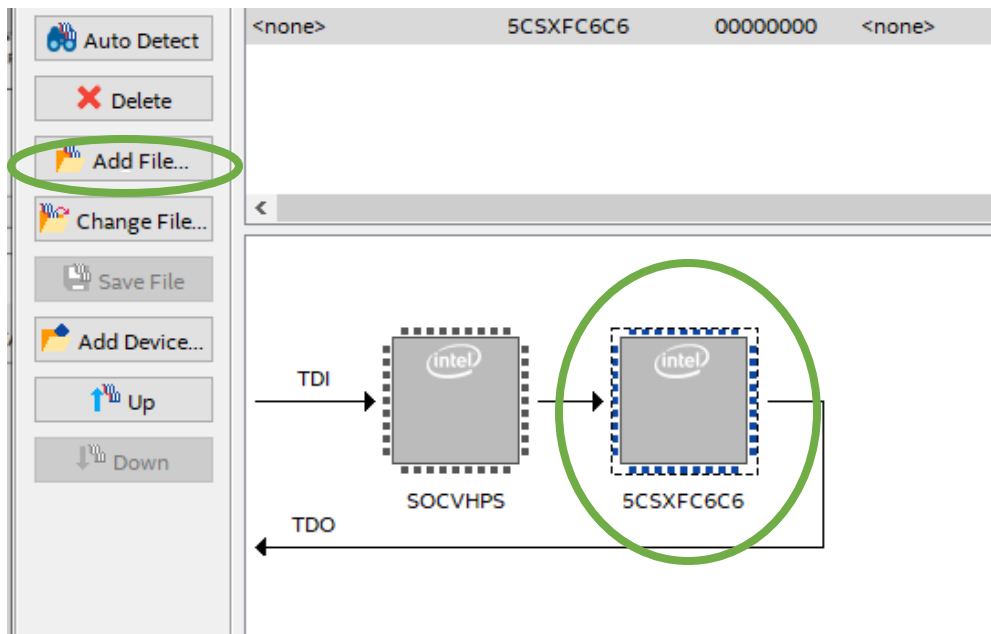 Auto Detect
Delete
Add File...
Change File...
Save File
Add Device...
Up
Down
<none> 5CSXFC6C6 00000000 <none>
TDI
intel
intel
SOCVHPS
5CSXFC6C6
TDO